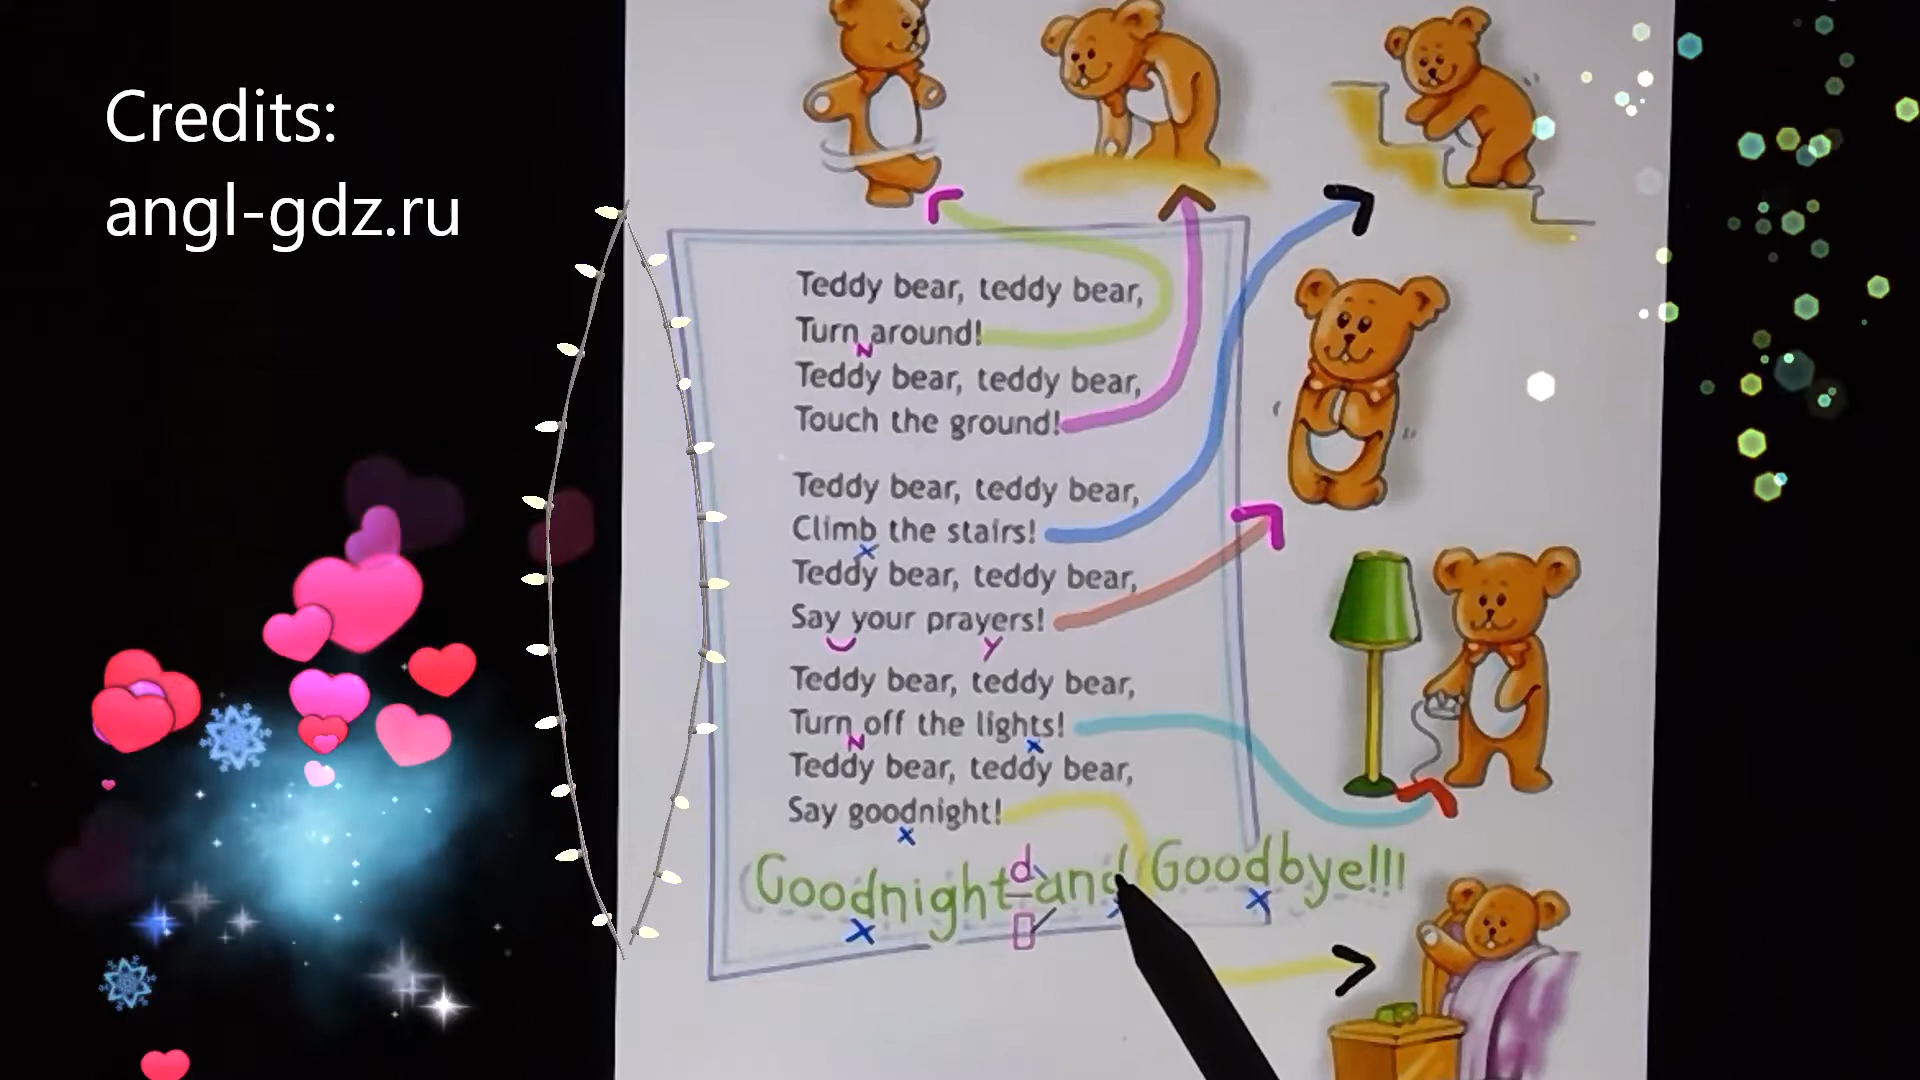 Credits:
angl-gdz.ru
Teddy bear, teddy bear,
Turn around!
N
Teddy bear, teddy bear,
Touch the ground!
Teddy bear, teddy bear,
Climb the stairs!
x
Teddy bear, teddy bear,
Say your prayers!
y
Teddy bear, teddy bear,
Turn off the lights!
N x
Teddy bear, teddy bear,
Say goodnight!
x
d
Goodnight and Goodbye!!!
x x